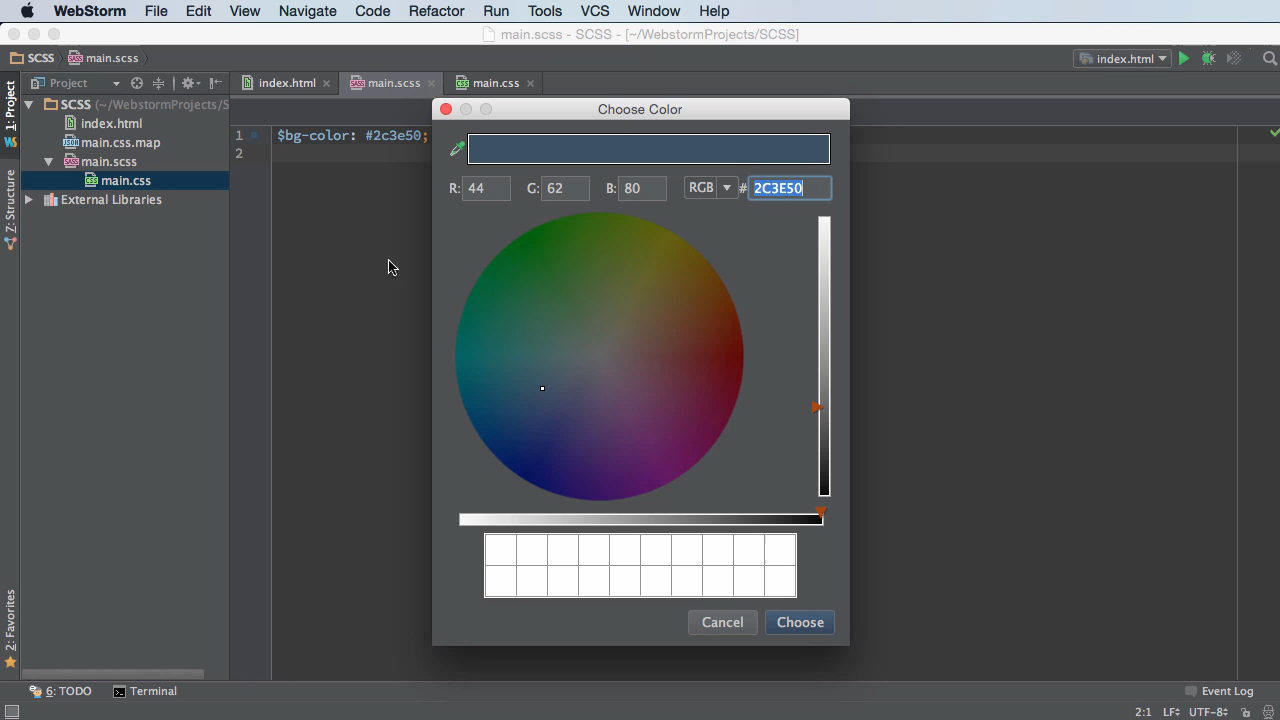 WebStorm File Edit View Navigate Code Refactor Run Tools VCS Window Help
main.scss - SCSS - [~/WebstormProjects/SCSS]
SCSS main.scss index.html
1: Project
Project index.html main.scss main.css
SCSS (~/WebstormProjects/S
index.html
main.css.map
main.scss
main.css
External Libraries
Z: Structure
2: Favorites
1 $bg-color: #2c3e50;
2
Choose Color
R: 44 G: 62 B: 80 RGB # 2C3E50
Cancel Choose
6: TODO Terminal Event Log
2:1 LF UTF-8